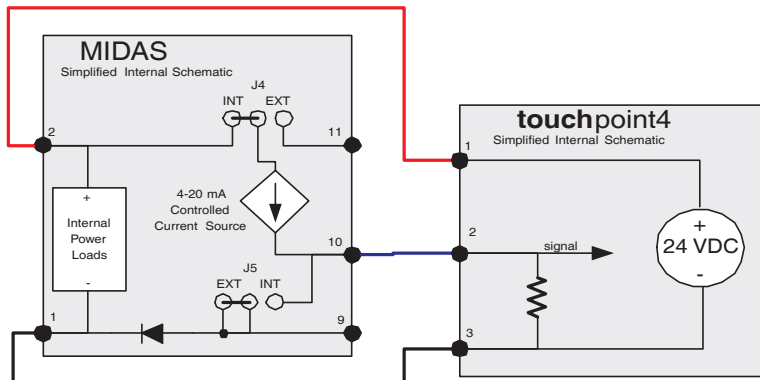 MIDAS
Simplified Internal Schematic
J4
INT EXT
2
11
+
Internal
Power
Loads
-
4-20 mA
Controlled
Current Source
10
J5
EXT INT
1
9
touchpoint4
Simplified Internal Schematic
1
2
signal
+
24 VDC
-
3